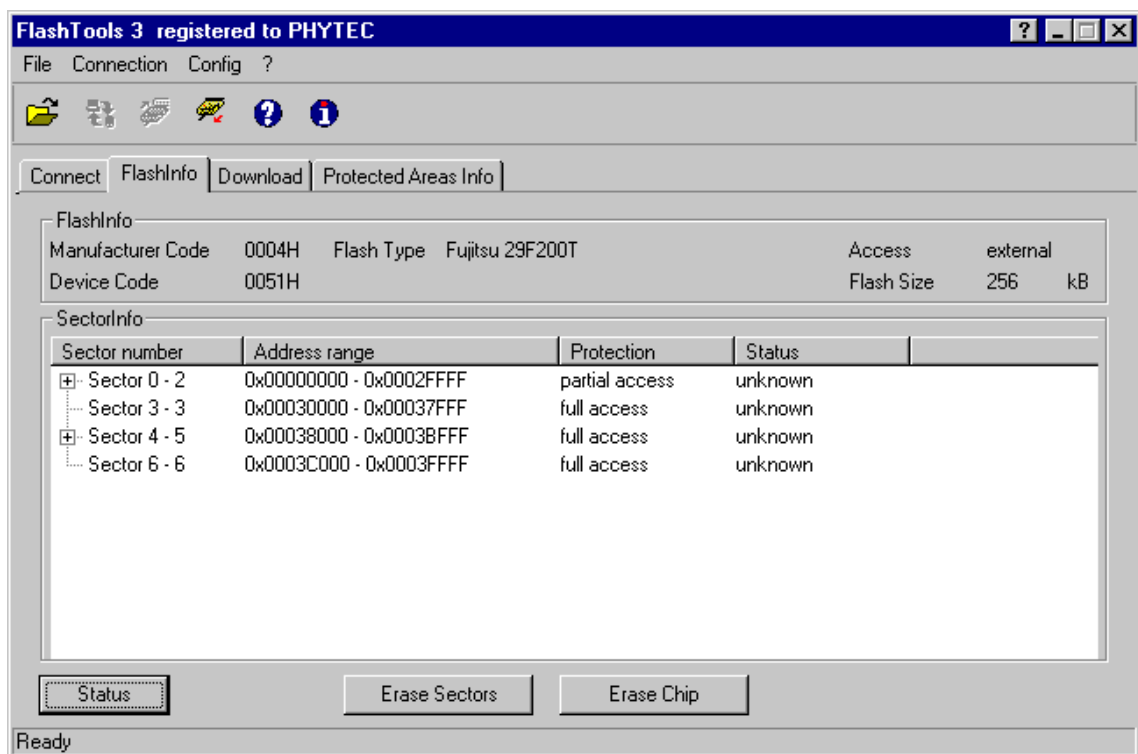 FlashTools 3 registered to PHYTEC
File Connection Config ?
Connect FlashInfo Download Protected Areas Info
FlashInfo
Manufacturer Code 0004H Flash Type Fujitsu 29F200T Access external
Device Code 0051H Flash Size 256 kB
SectorInfo
Sector number Address range Protection Status
Sector 0 - 2 0x00000000 - 0x0002FFFF partial access unknown
Sector 3 - 3 0x00030000 - 0x00037FFF full access unknown
Sector 4 - 5 0x00038000 - 0x0003BFFF full access unknown
Sector 6 - 6 0x0003C000 - 0x0003FFFF full access unknown
Status Erase Sectors Erase Chip
Ready